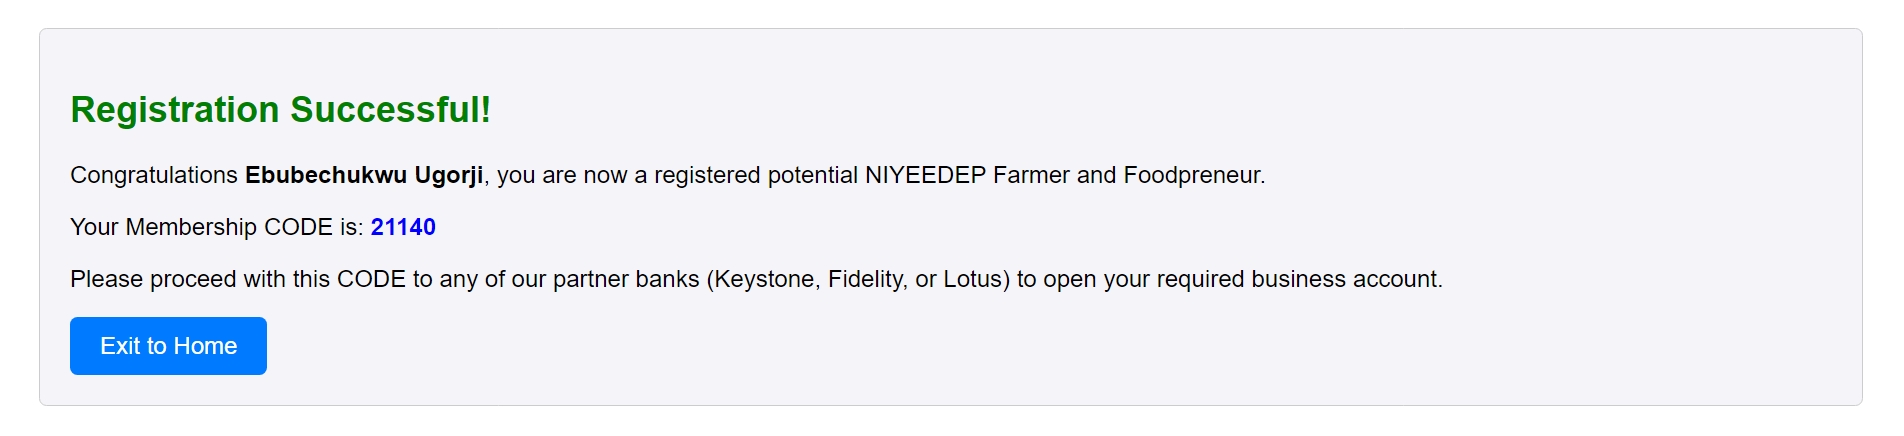 Registration Successful!
Congratulations Ebubechukwu Ugorji, you are now a registered potential NIYEEDEP Farmer and Foodpreneur.
Your Membership CODE is: 21140
Please proceed with this CODE to any of our partner banks (Keystone, Fidelity, or Lotus) to open your required business account.
Exit to Home